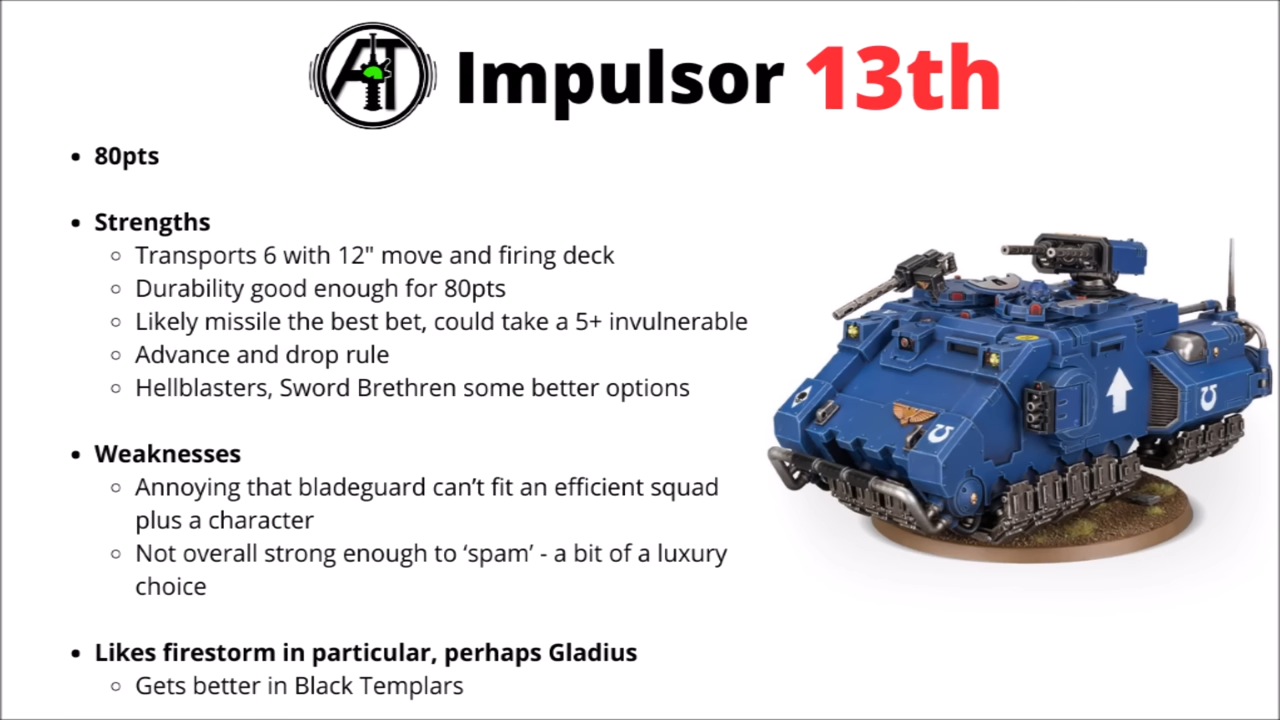 AT
Impulsor 13th
• 80pts
• Strengths
○ Transports 6 with 12" move and firing deck
○ Durability good enough for 80pts
○ Likely missile the best bet, could take a 5+ invulnerable
○ Advance and drop rule
○ Hellblasters, Sword Brethren some better options
• Weaknesses
○ Annoying that bladeguard can’t fit an efficient squad
plus a character
○ Not overall strong enough to ‘spam’ - a bit of a luxury
choice
• Likes firestorm in particular, perhaps Gladius
○ Gets better in Black Templars